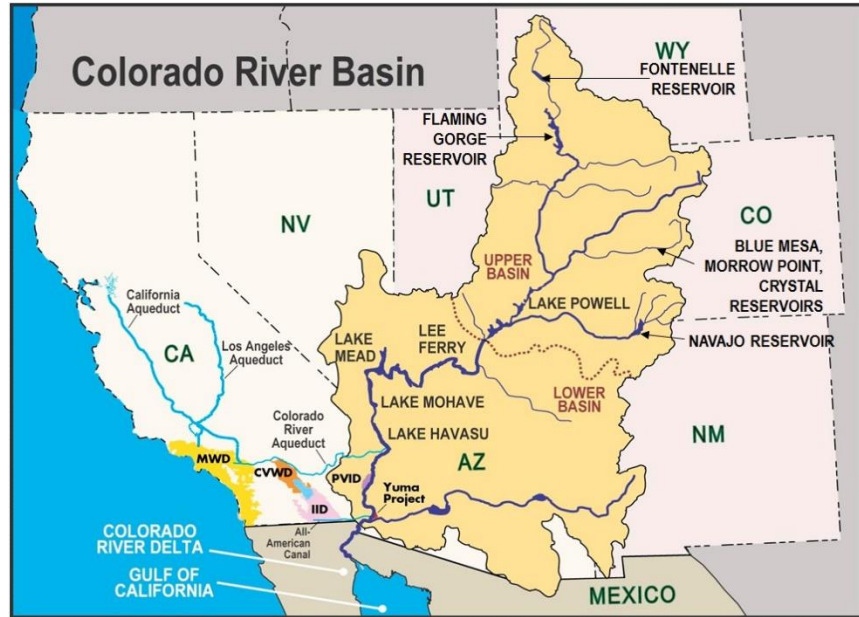 Colorado River Basin
WY
FONTENELLE
RESERVOIR
FLAMING
GORGE
RESERVOIR
UT
NV
CO
BLUE MESA,
MORROW POINT,
CRYSTAL
RESERVOIRS
UPPER
BASIN
LAKE POWELL
California
Aqueduct
Los Angeles
Aqueduct
CA
LAKE
MEAD
LEE
FERRY
NAVAJO RESERVOIR
LOWER
BASIN
LAKE MOHAVE
Colorado
River
Aqueduct
LAKE HAVASU
NM
AZ
MWD
CVWD
PVID
IID
Yuma
Project
All-
American
Canal
COLORADO
RIVER DELTA
GULF OF
CALIFORNIA
MEXICO